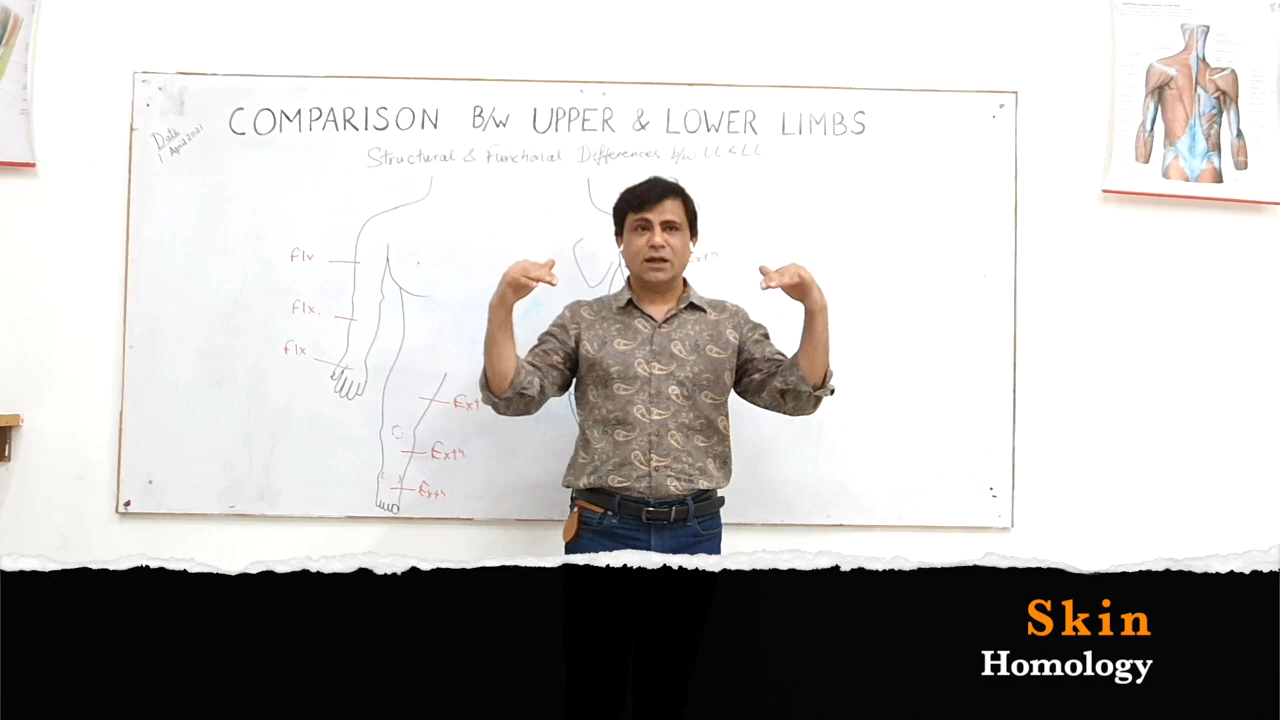 COMPARISON B/W UPPER & LOWER LIMBS
Date
1 April 2021
Structural & Functional Differences b/w UL & LL
flx
flx.
flx
Ext
Extn
Extn
Skin
Homology